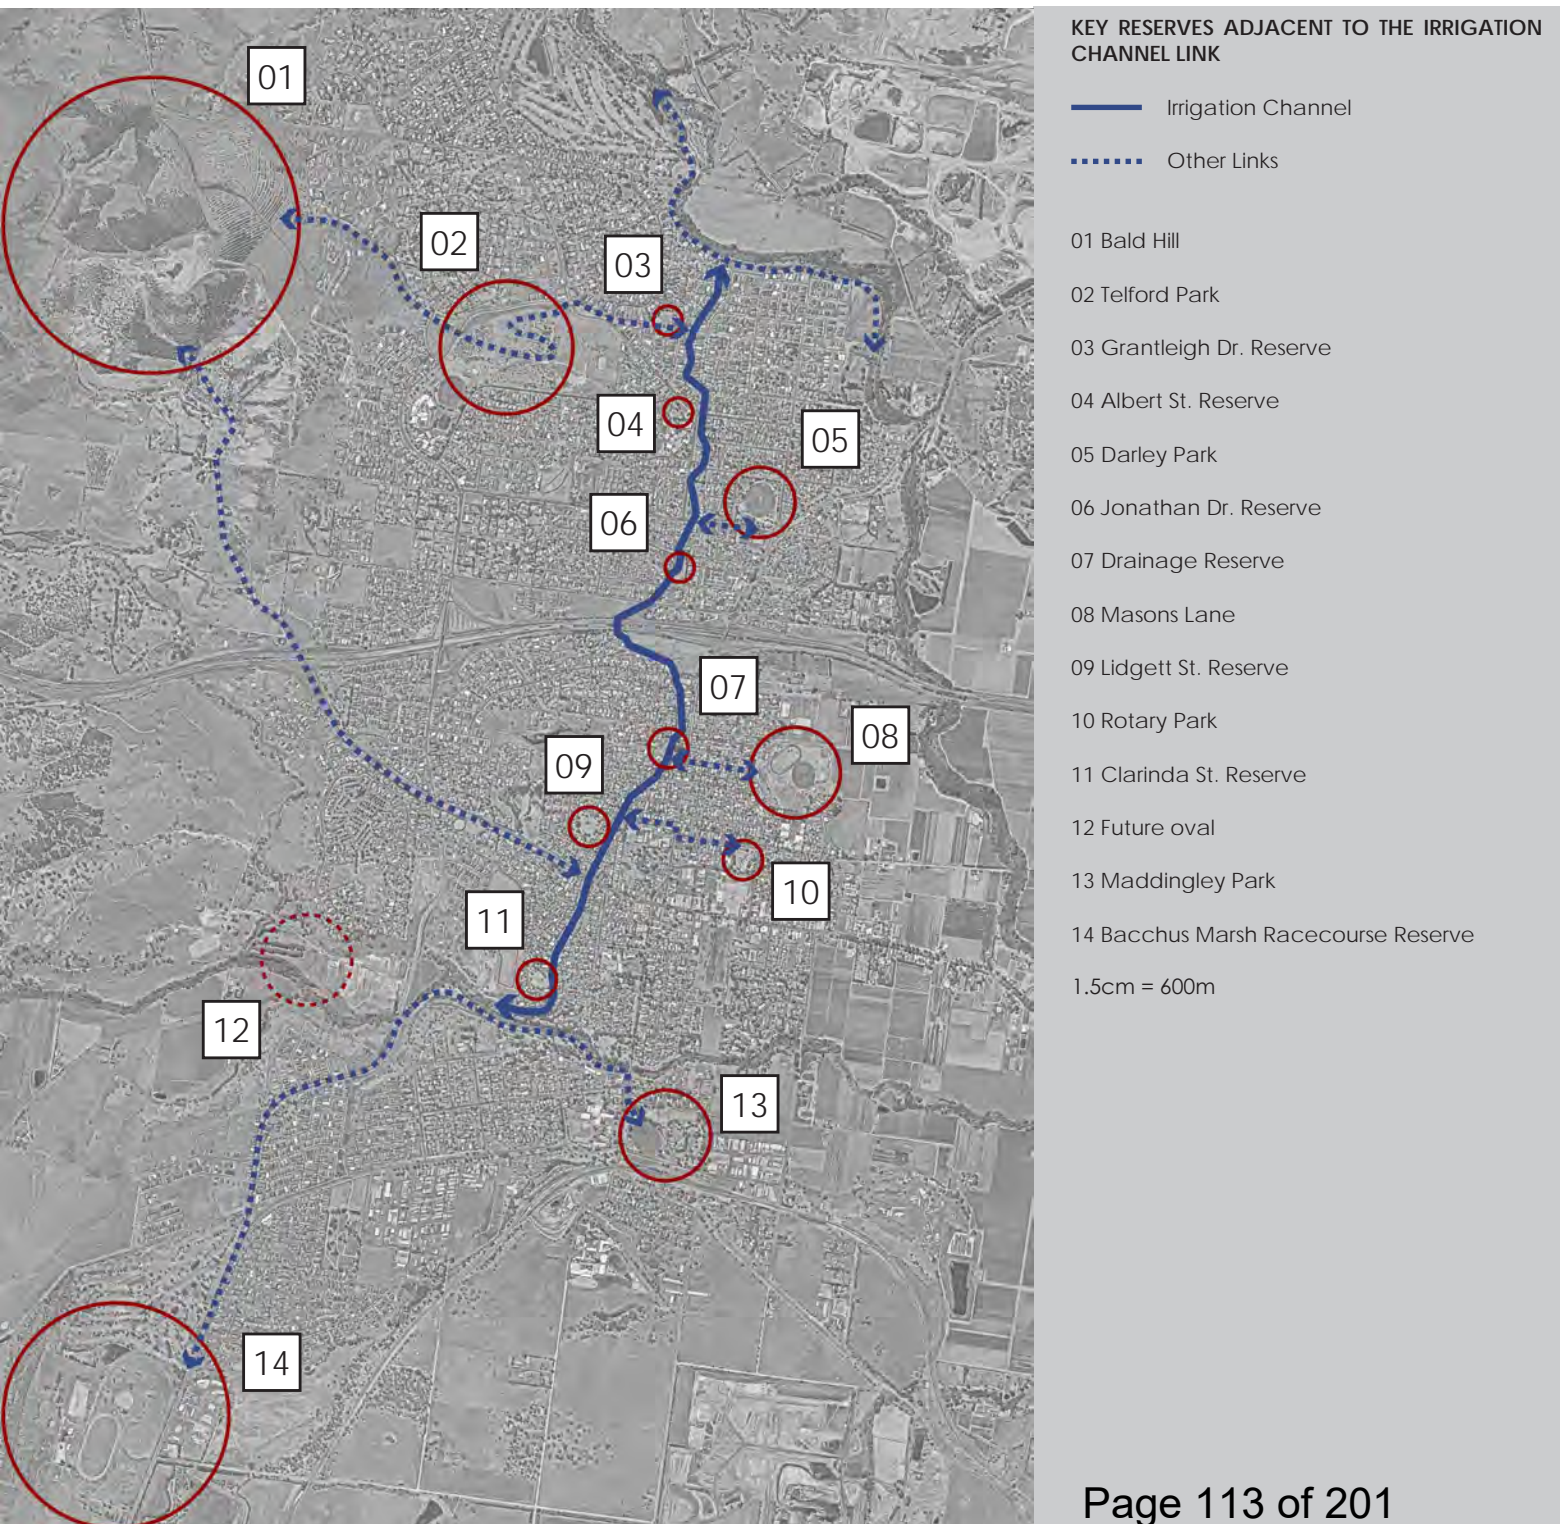 KEY RESERVES ADJACENT TO THE IRRIGATION
CHANNEL LINK
Irrigation Channel
Other Links
01 Bald Hill
02 Telford Park
03 Grantleigh Dr. Reserve
04 Albert St. Reserve
05 Darley Park
06 Jonathan Dr. Reserve
07 Drainage Reserve
08 Masons Lane
09 Lidgett St. Reserve
10 Rotary Park
11 Clarinda St. Reserve
12 Future oval
13 Maddingley Park
14 Bacchus Marsh Racecourse Reserve
1.5cm = 600m
01
02
03
04
05
06
07
08
09
10
11
12
13
14
Page 113 of 201